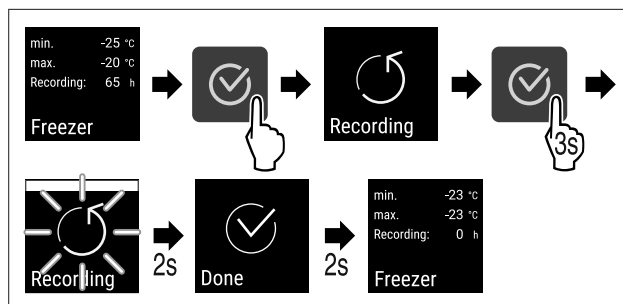 min. -25 °C
max. -20 °C
Recording: 65 h
Freezer
Recording
3s
Recording
2s
Done
2s
min. -23 °C
max. -23 °C
Recording: 0 h
Freezer